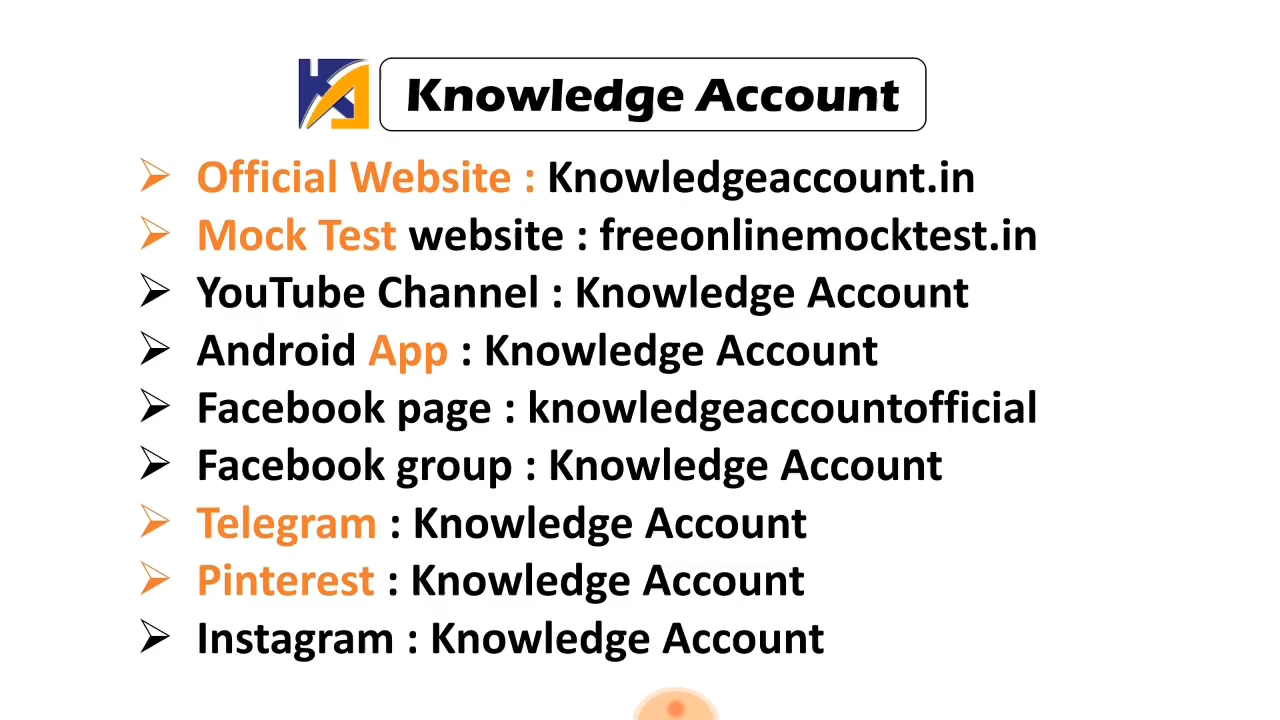 Knowledge Account
Official Website : Knowledgeaccount.in
Mock Test website : freeonlinemocktest.in
YouTube Channel : Knowledge Account
Android App : Knowledge Account
Facebook page : knowledgeaccountofficial
Facebook group : Knowledge Account
Telegram : Knowledge Account
Pinterest : Knowledge Account
Instagram : Knowledge Account